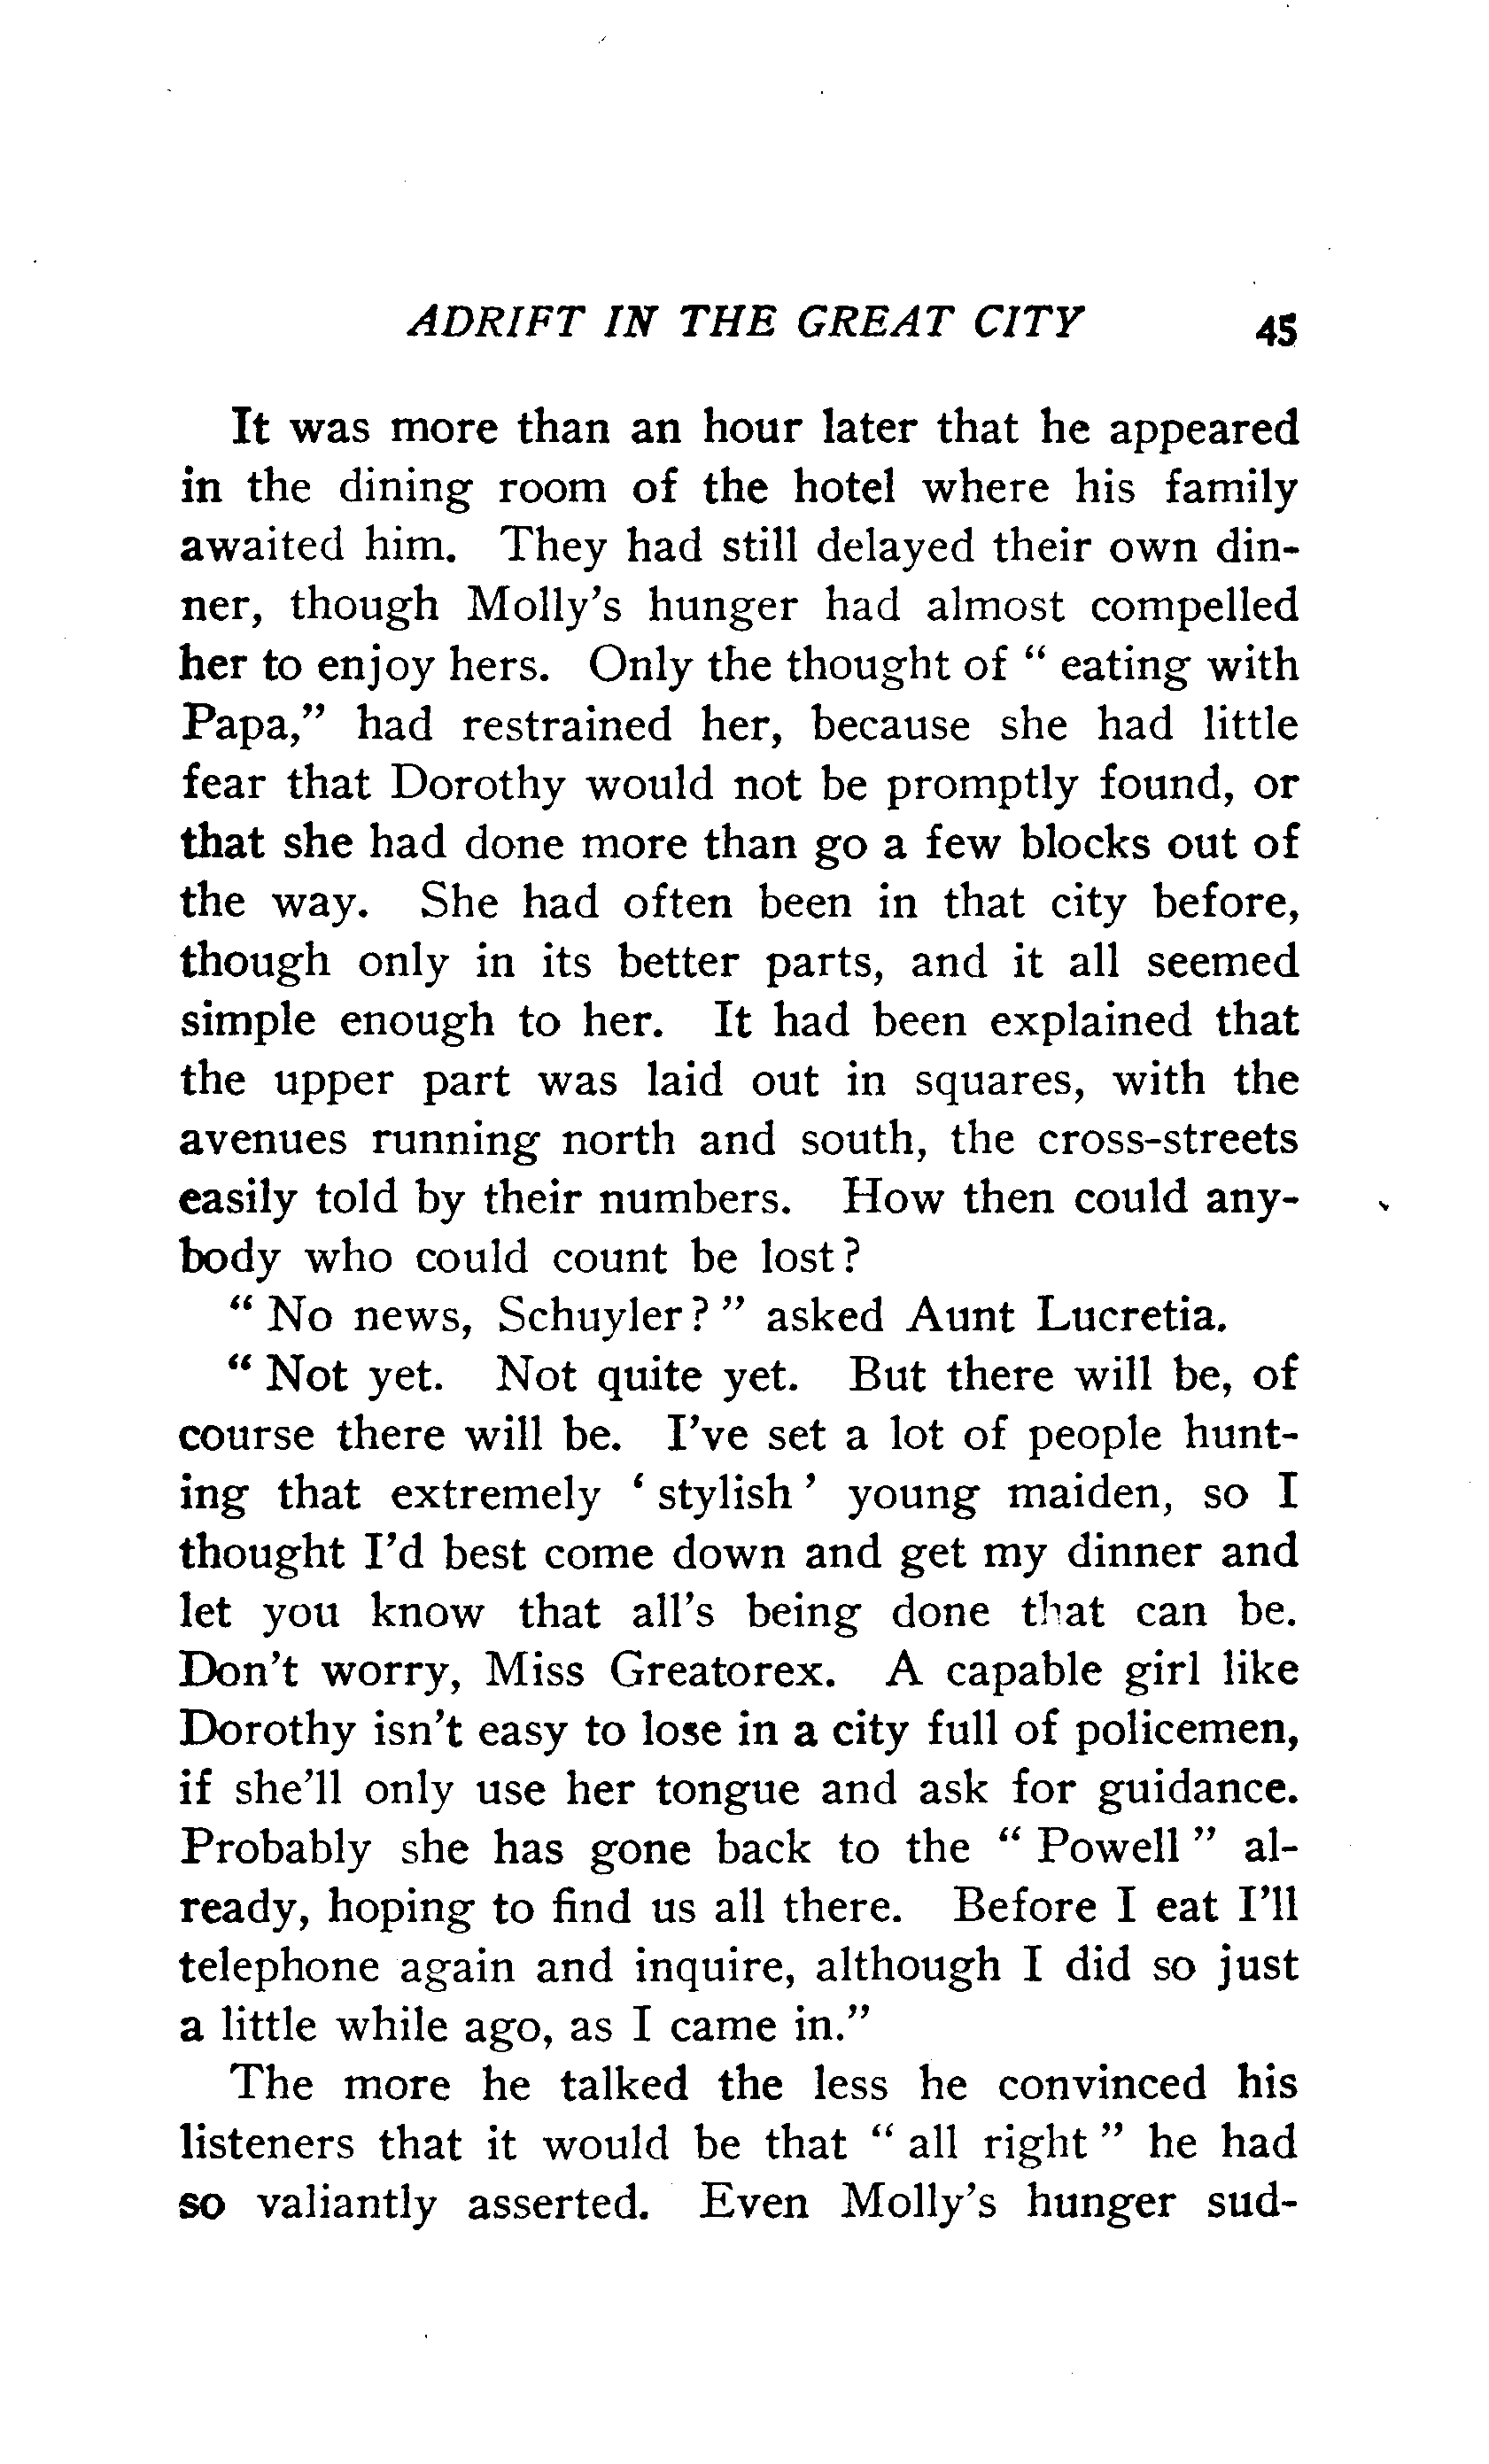 ADRIFT IN THE GREAT CITY 45
It was more than an hour later that he appeared
in the dining room of the hotel where his family
awaited him. They had still delayed their own din-
ner, though Molly's hunger had almost compelled
her to enjoy hers. Only the thought of " eating with
Papa," had restrained her, because she had little
fear that Dorothy would not be promptly found, or
that she had done more than go a few blocks out of
the way. She had often been in that city before,
though only in its better parts, and it all seemed
simple enough to her. It had been explained that
the upper part was laid out in squares, with the
avenues running north and south, the cross-streets
easily told by their numbers. How then could any-
body who could count be lost?
" No news, Schuyler? " asked Aunt Lucretia.
" Not yet. Not quite yet. But there will be, of
course there will be. I've set a lot of people hunt-
ing that extremely ' stylish ' young maiden, so I
thought I'd best come down and get my dinner and
let you know that all's being done that can be.
Don't worry, Miss Greatorex. A capable girl like
Dorothy isn't easy to lose in a city full of policemen,
if she'll only use her tongue and ask for guidance.
Probably she has gone back to the " Powell " al-
ready, hoping to find us all there. Before I eat I'll
telephone again and inquire, although I did so just
a little while ago, as I came in."
The more he talked the less he convinced his
listeners that it would be that " all right " he had
so valiantly asserted. Even Molly's hunger sud-